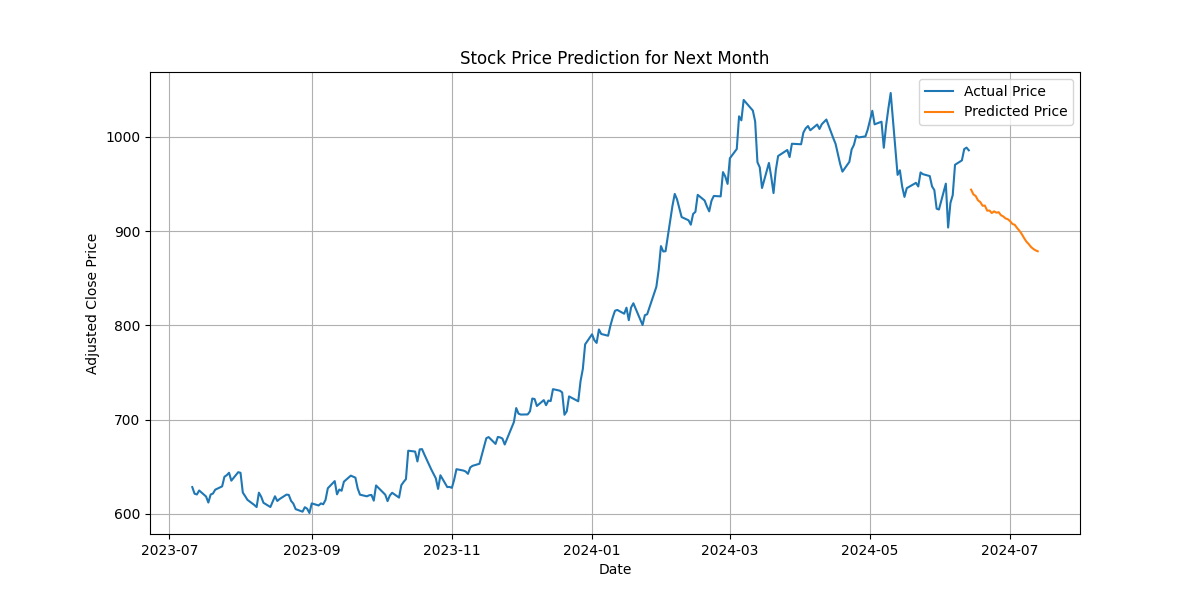 Stock Price Prediction for Next Month
Actual Price
Predicted Price
Adjusted Close Price
1000
900
800
700
600
2023-07
2023-09
2023-11
2024-01
2024-03
2024-05
2024-07
Date